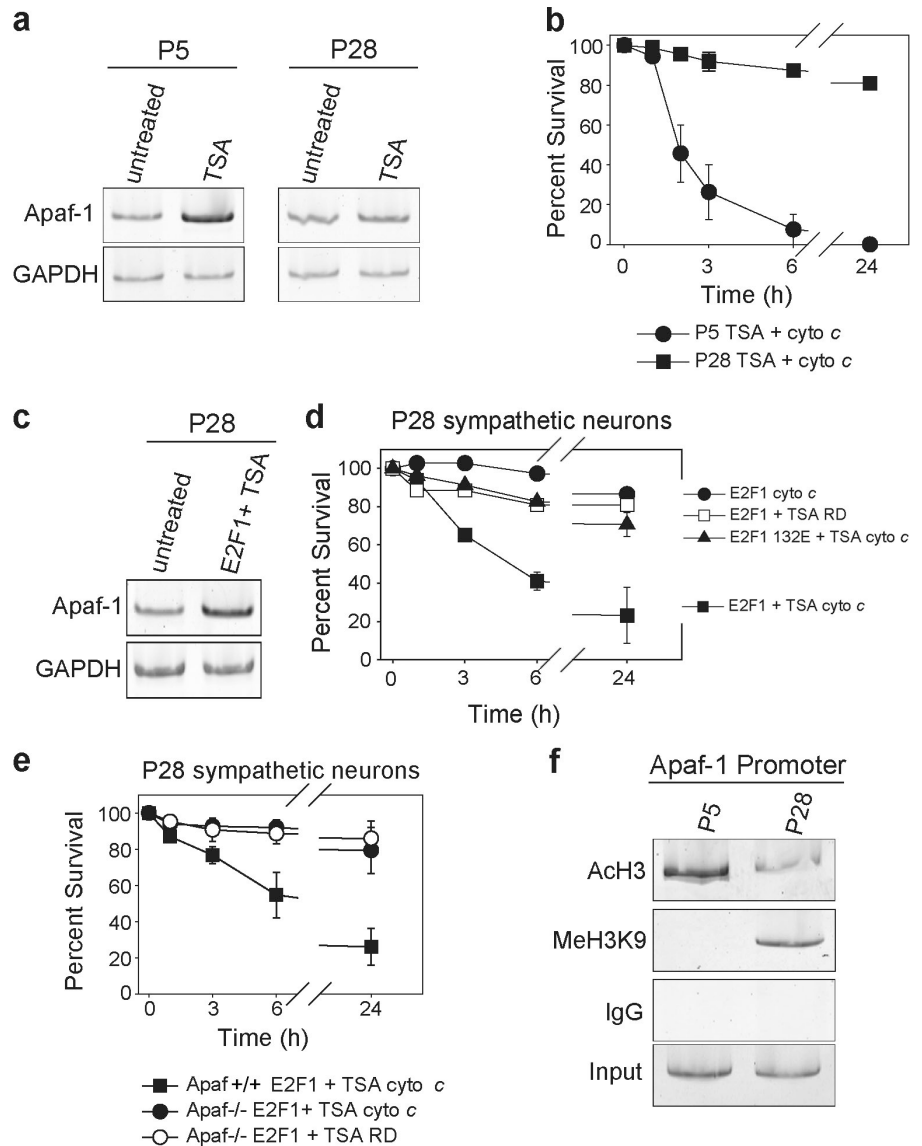 a
P5
P28
untreated
TSA
untreated
TSA
Apaf-1
GAPDH
b
Percent Survival
100
80
60
40
20
0
0
3
6
24
Time (h)
P5 TSA + cyto c
P28 TSA + cyto c
c
P28
untreated
E2F1+ TSA
Apaf-1
GAPDH
d
P28 sympathetic neurons
Percent Survival
100
80
60
40
20
0
0
3
6
24
Time (h)
E2F1 cyto c
E2F1 + TSA RD
E2F1 132E + TSA cyto c
E2F1 + TSA cyto c
e
P28 sympathetic neurons
Percent Survival
100
80
60
40
20
0
0
3
6
24
Time (h)
Apaf +/+ E2F1 + TSA cyto c
Apaf-/- E2F1+ TSA cyto c
Apaf-/- E2F1 + TSA RD
f
Apaf-1 Promoter
P5
P28
AcH3
MeH3K9
IgG
Input